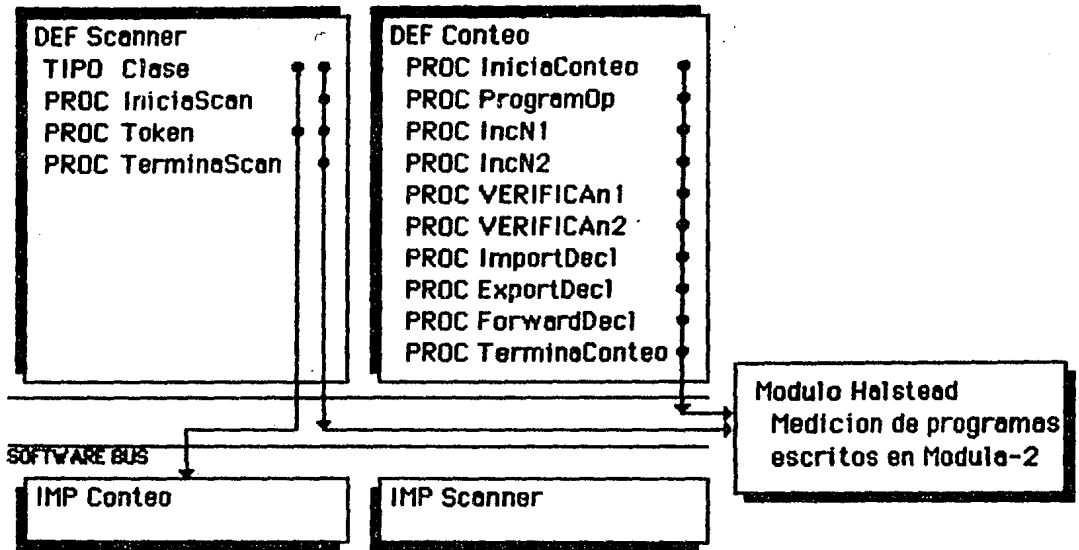 DEF Scanner
TIPO Clase
PROC IniciaScan
PROC Token
PROC TerminaScan
DEF Conteo
PROC IniciaConteo
PROC ProgramOp
PROC IncN1
PROC IncN2
PROC VERIFICAn1
PROC VERIFICAn2
PROC ImportDecl
PROC ExportDecl
PROC ForwardDecl
PROC TerminaConteo
Modulo Halstead
Medicion de programas
escritos en Modula-2
SOFTWARE BUS
IMP Conteo
IMP Scanner